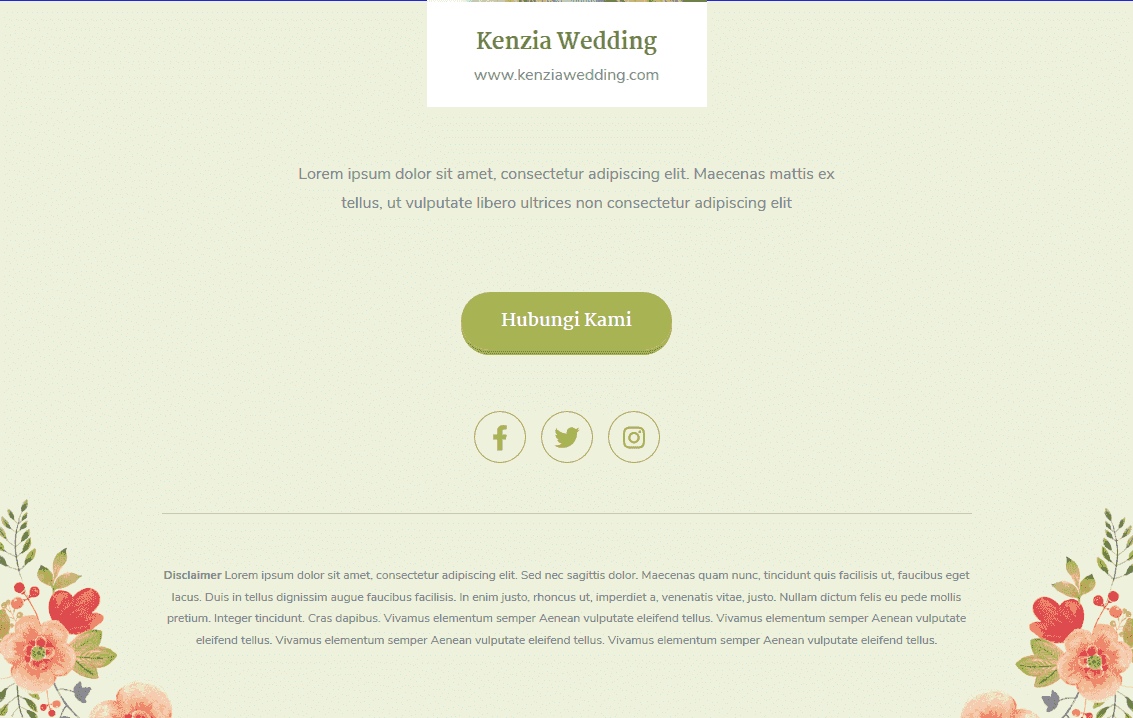 Kenzia Wedding
www.kenziawedding.com
Lorem ipsum dolor sit amet, consectetur adipiscing elit. Maecenas mattis ex
tellus, ut vulputate libero ultrices non consectetur adipiscing elit
Hubungi Kami
Disclaimer Lorem ipsum dolor sit amet, consectetur adipiscing elit. Sed nec sagittis dolor. Maecenas quam nunc, tincidunt quis facilisis ut, faucibus eget
lacus. Duis in tellus dignissim augue faucibus facilisis. In enim justo, rhoncus ut, imperdiet a, venenatis vitae, justo. Nullam dictum felis eu pede mollis
pretium. Integer tincidunt. Cras dapibus. Vivamus elementum semper Aenean vulputate eleifend tellus. Vivamus elementum semper Aenean vulputate
eleifend tellus. Vivamus elementum semper Aenean vulputate eleifend tellus. Vivamus elementum semper Aenean vulputate eleifend tellus.